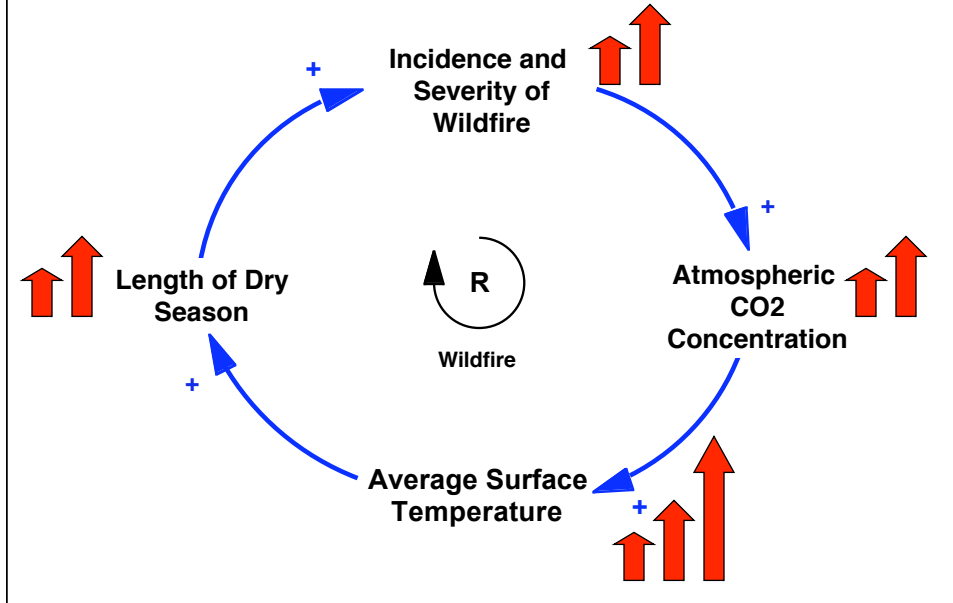 +
Incidence and
Severity of
Wildfire
+
Length of Dry
Season
R
Wildfire
Atmospheric
CO2
Concentration
+
Average Surface
Temperature
+